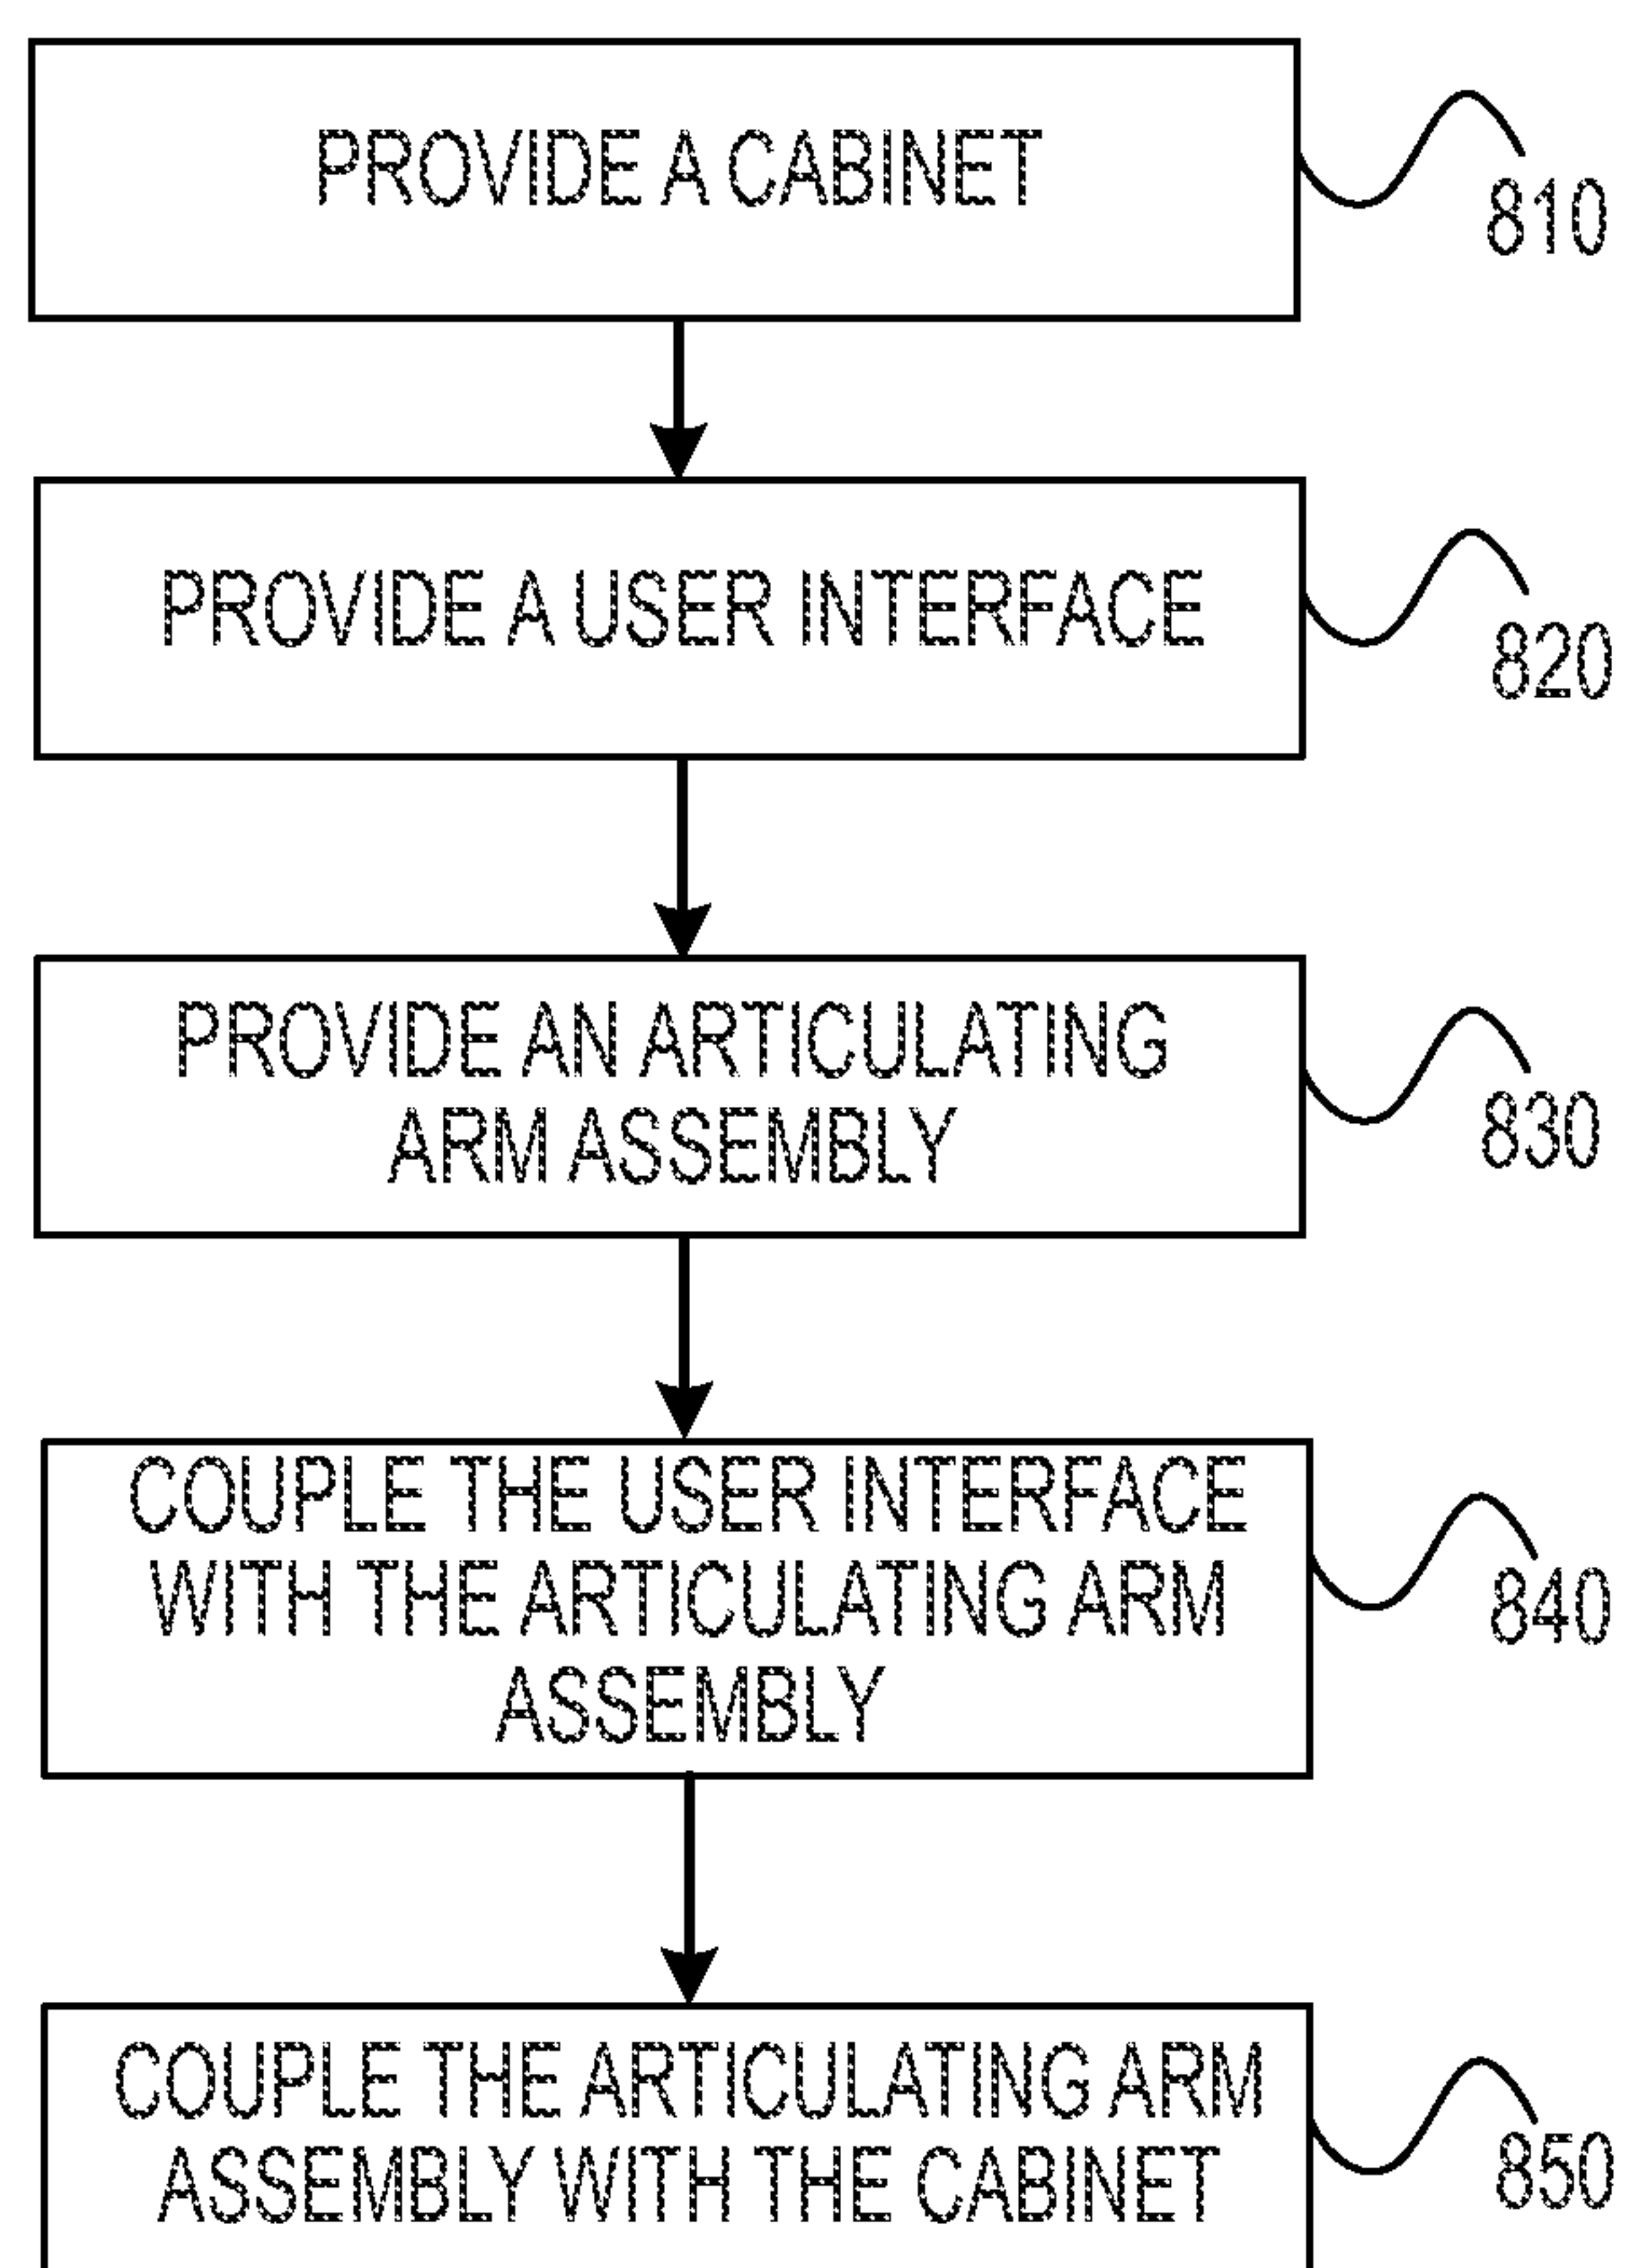 PROVIDE A CABINET
810
PROVIDE A USER INTERFACE
820
PROVIDE AN ARTICULATING
ARM ASSEMBLY
830
COUPLE THE USER INTERFACE
WITH THE ARTICULATING ARM
ASSEMBLY
840
COUPLE THE ARTICULATING ARM
ASSEMBLY WITH THE CABINET
850